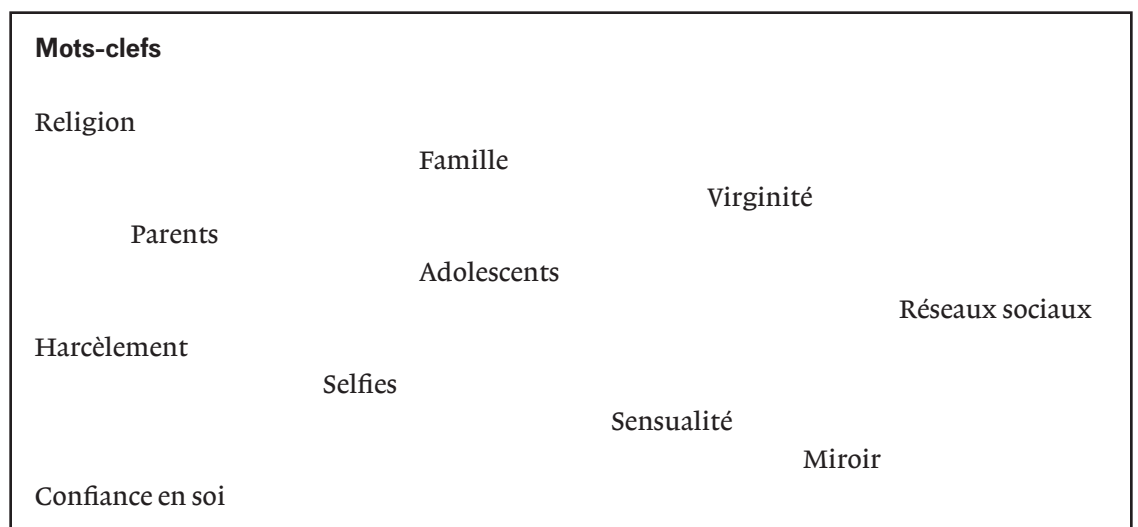 Mots-clefs
Religion
Famille
Virginité
Parents
Adolescents
Réseaux sociaux
Harcèlement
Selfies
Sensualité
Miroir
Confiance en soi